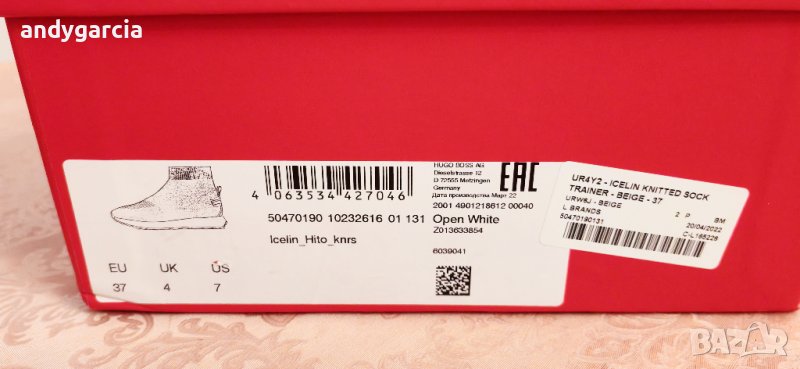 andygarcia
HUGO BOSS AG
Dieselstrasse 12
D 72555 Metzingen
Germany
Дата производства Март 22
EAC
4 063534 427046
2001 4901218612 00040
50470190 10232616 01 131 Open White
Z013633854
Icelin_Hito_knrs
6039041
EU UK US
37 4 7
UR4Y2 - ICELIN KNITTED SOCK
TRAINER - BEIGE - 37
URW6J - BEIGE
L BRANDS
50470190131
2 P BM
20/04/2022
C-L165228
BAZAR